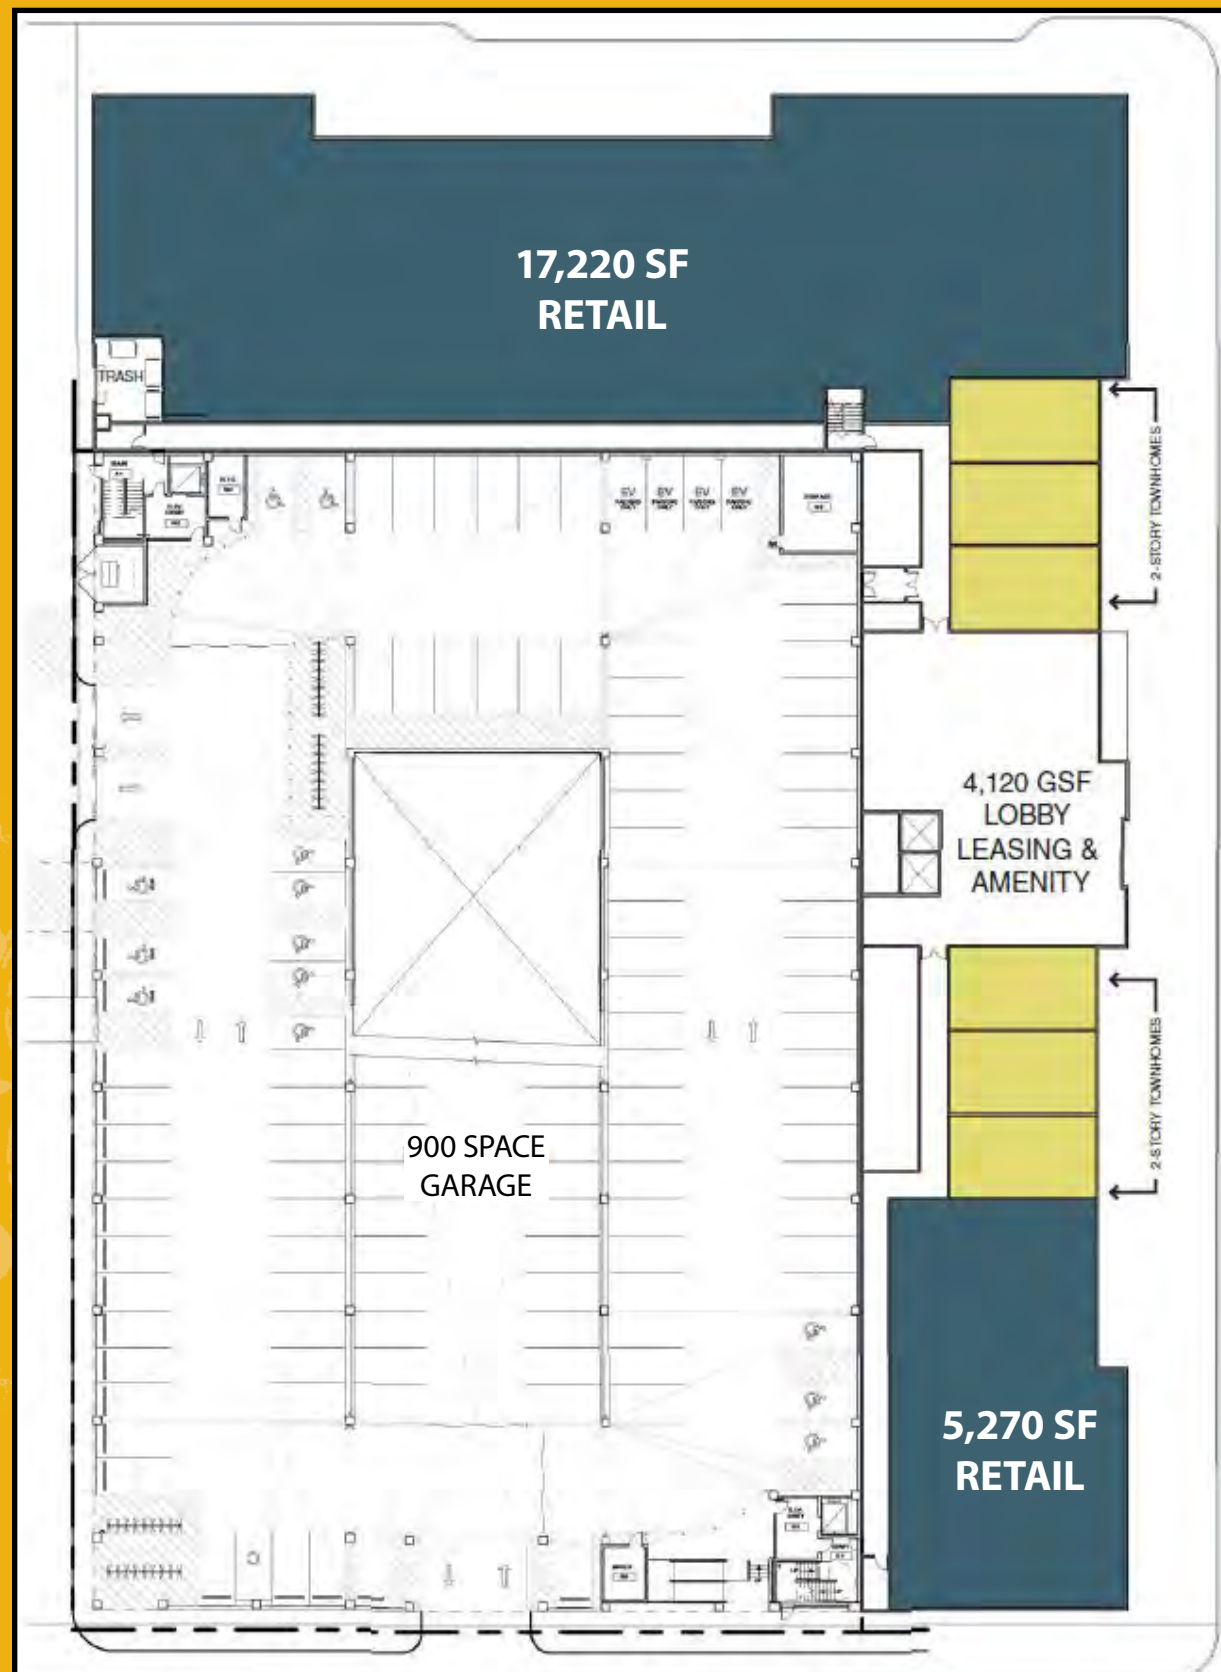 17,220 SF
RETAIL
TRASH
2-STORY TOWNHOMES
EV
EV
EV
EV
4,120 GSF
LOBBY
LEASING &
AMENITY
2-STORY TOWNHOMES
900 SPACE
GARAGE
5,270 SF
RETAIL